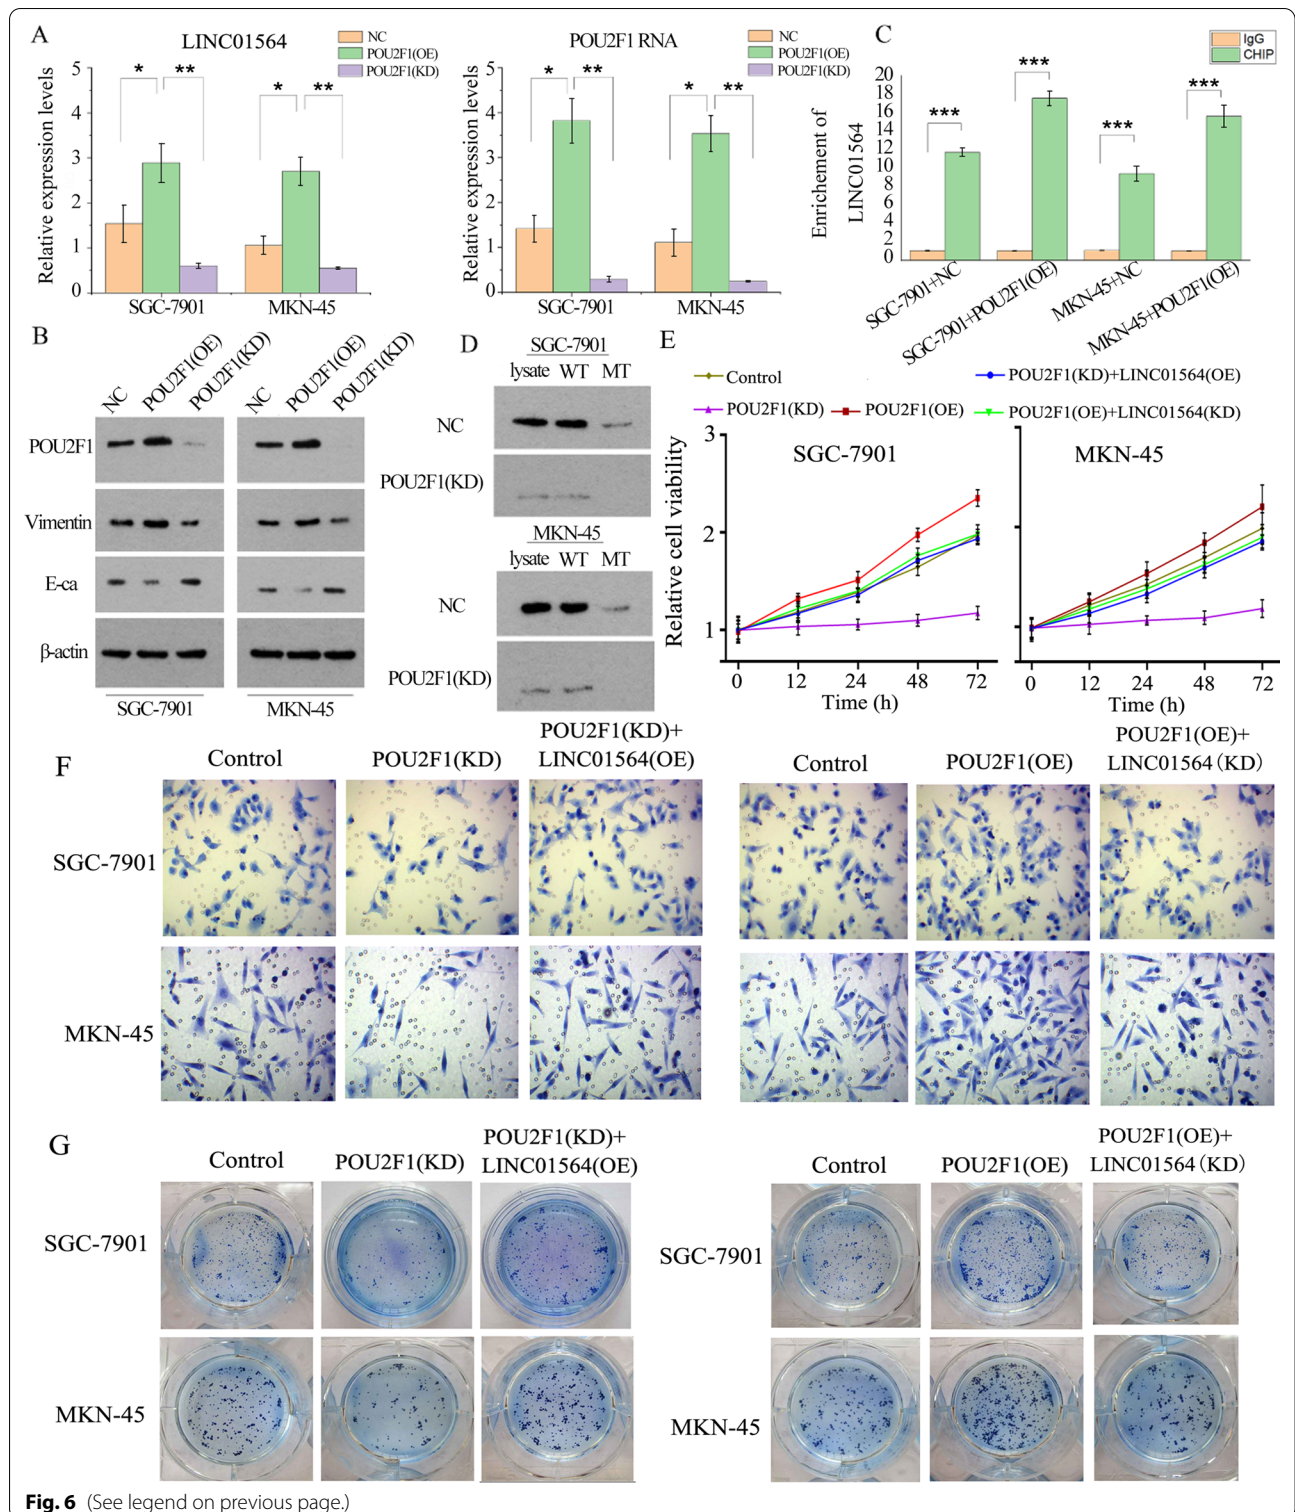 A
LINC01564
NC
POU2F1(OE)
POU2F1(KD)
Relative expression levels
5
4
3
2
1
0
* ** * **
SGC-7901 MKN-45
POU2F1 RNA
NC
POU2F1(OE)
POU2F1(KD)
Relative expression levels
5
4
3
2
1
0
* ** * **
SGC-7901 MKN-45
C
IgG
CHIP
Enrichement of
LINC01564
20
18
16
14
12
10
8
6
4
2
0
*** *** *** ***
SGC-7901+NC
SGC-7901+POU2F1(OE)
MKN-45+NC
MKN-45+POU2F1(OE)
B
NC POU2F1(OE) POU2F1(KD) NC POU2F1(OE) POU2F1(KD)
POU2F1
Vimentin
E-ca
β-actin
SGC-7901 MKN-45
D
SGC-7901
lysate WT MT
NC
POU2F1(KD)
MKN-45
lysate WT MT
NC
POU2F1(KD)
E
Control
POU2F1(KD)+LINC01564(OE)
POU2F1(KD)
POU2F1(OE)
POU2F1(OE)+LINC01564(KD)
Relative cell viability
3
2
1
SGC-7901 MKN-45
0 12 24 48 72 0 12 24 48 72
Time (h) Time (h)
F
Control POU2F1(KD) POU2F1(KD)+
LINC01564(OE)
Control POU2F1(OE) POU2F1(OE)+
LINC01564(KD)
SGC-7901
MKN-45
G
Control POU2F1(KD) POU2F1(KD)+
LINC01564(OE)
Control POU2F1(OE) POU2F1(OE)+
LINC01564(KD)
SGC-7901 SGC-7901
MKN-45 MKN-45
Fig. 6 (See legend on previous page.)